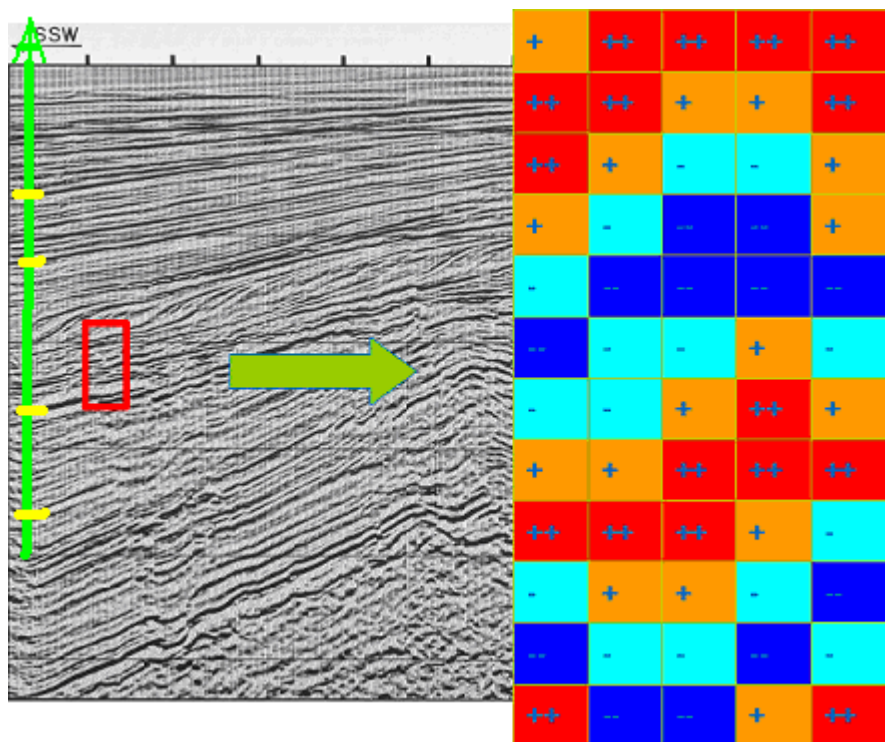 SSW
+ ++ ++ ++ ++
++ ++ + + ++
++ + - - +
+ - -- -- +
- -- -- -- --
-- - - + -
- - + ++ +
+ + ++ ++ ++
++ ++ ++ + -
- + + - --
-- - - -- -
++ -- -- + ++